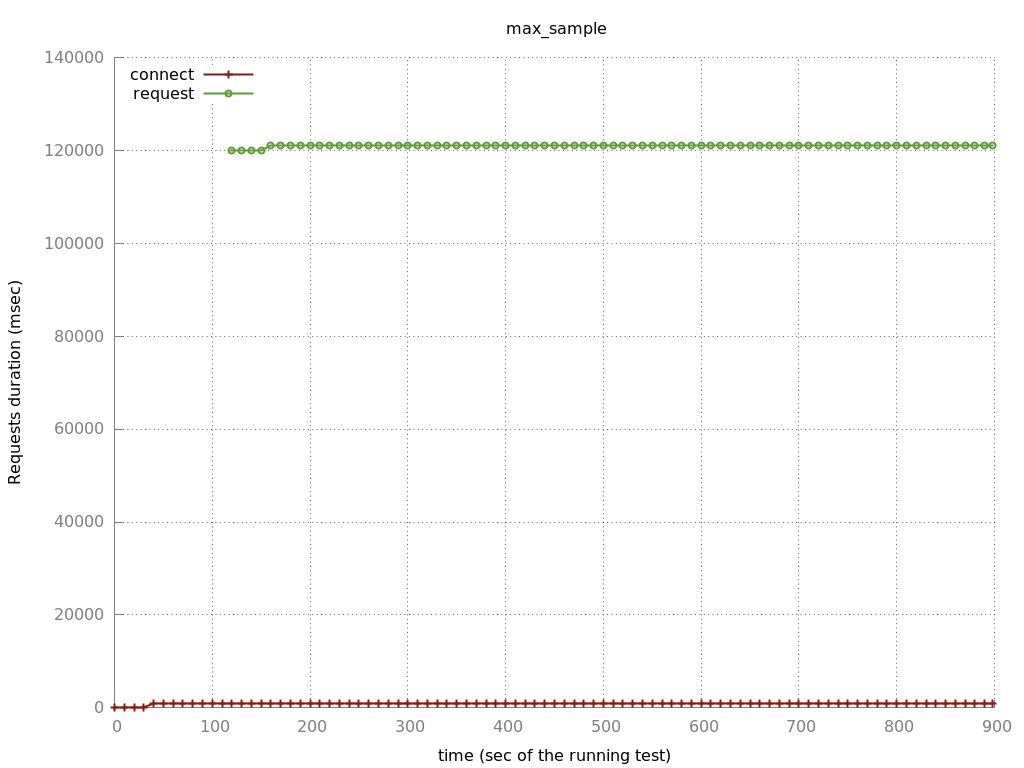 max_sample
140000
connect
request
120000
100000
80000
60000
40000
20000
0
0 100 200 300 400 500 600 700 800 900
Requests duration (msec)
time (sec of the running test)